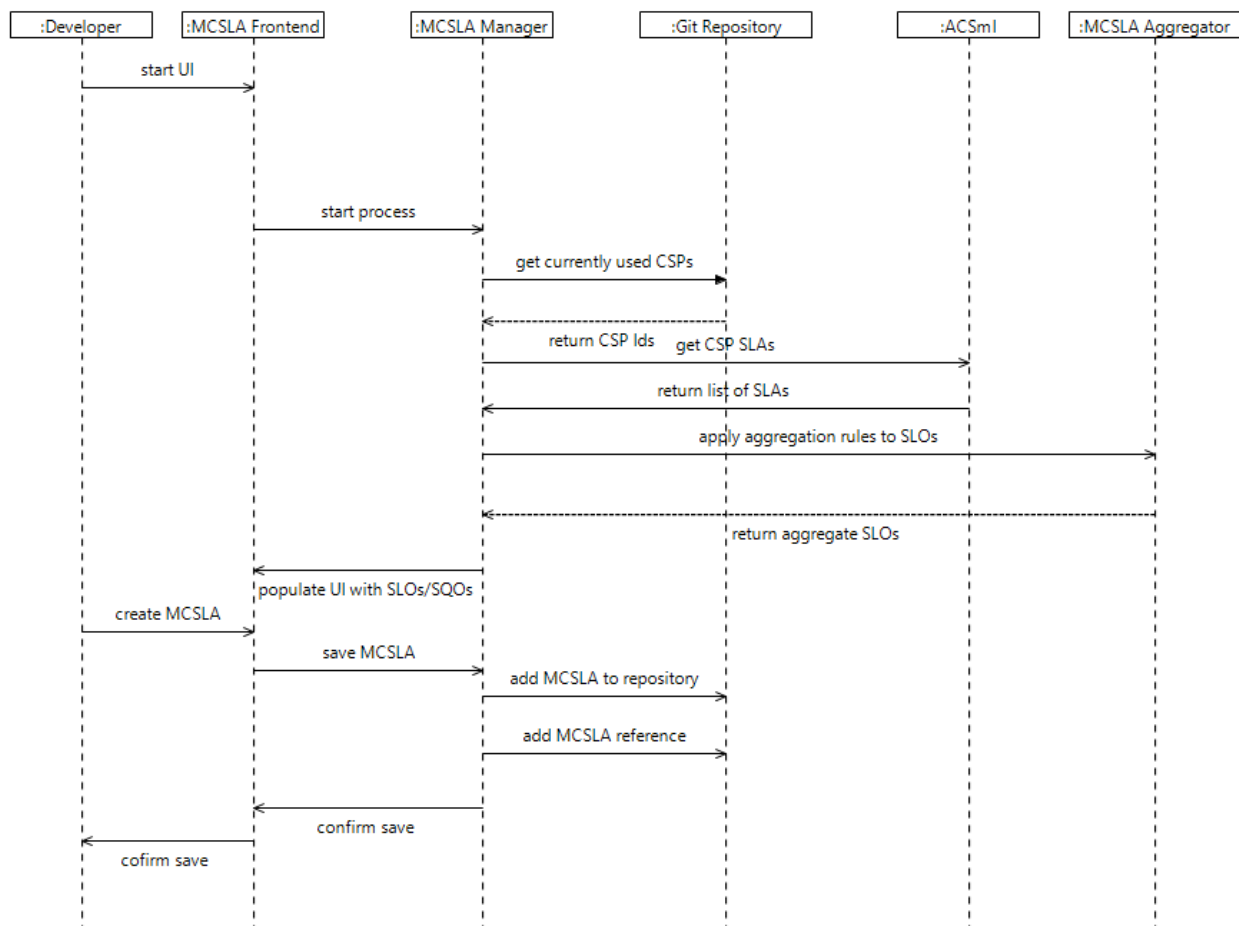 :Developer
:MCSLA Frontend
:MCSLA Manager
:Git Repository
:ACSmI
:MCSLA Aggregator
start UI
start process
get currently used CSPs
return CSP Ids
get CSP SLAs
return list of SLAs
apply aggregation rules to SLOs
return aggregate SLOs
populate UI with SLOs/SQOs
create MCSLA
save MCSLA
add MCSLA to repository
add MCSLA reference
confirm save
cofirm save